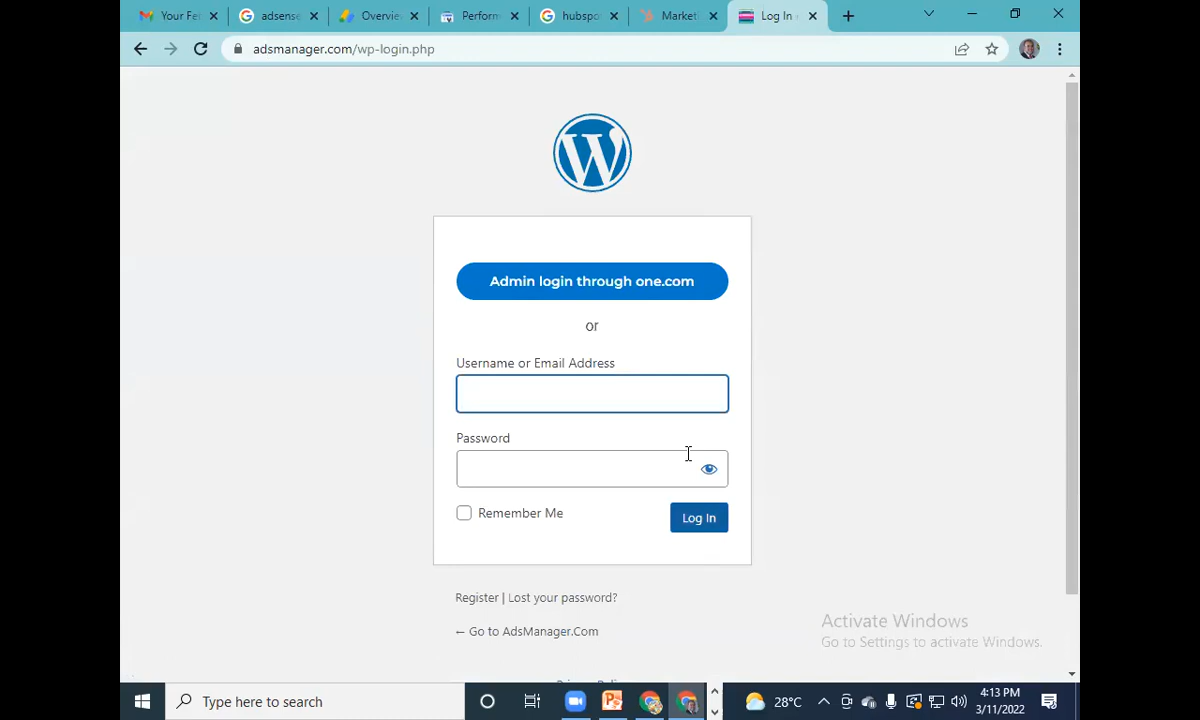 Your Fe
adsense
Overvie
Perform
hubspo
Market
Log In
adsmanager.com/wp-login.php
Admin login through one.com
or
Username or Email Address
Password
Remember Me
Log In
Register | Lost your password?
← Go to AdsManager.Com
Activate Windows
Go to Settings to activate Windows.
Type here to search
28°C
4:13 PM
3/11/2022